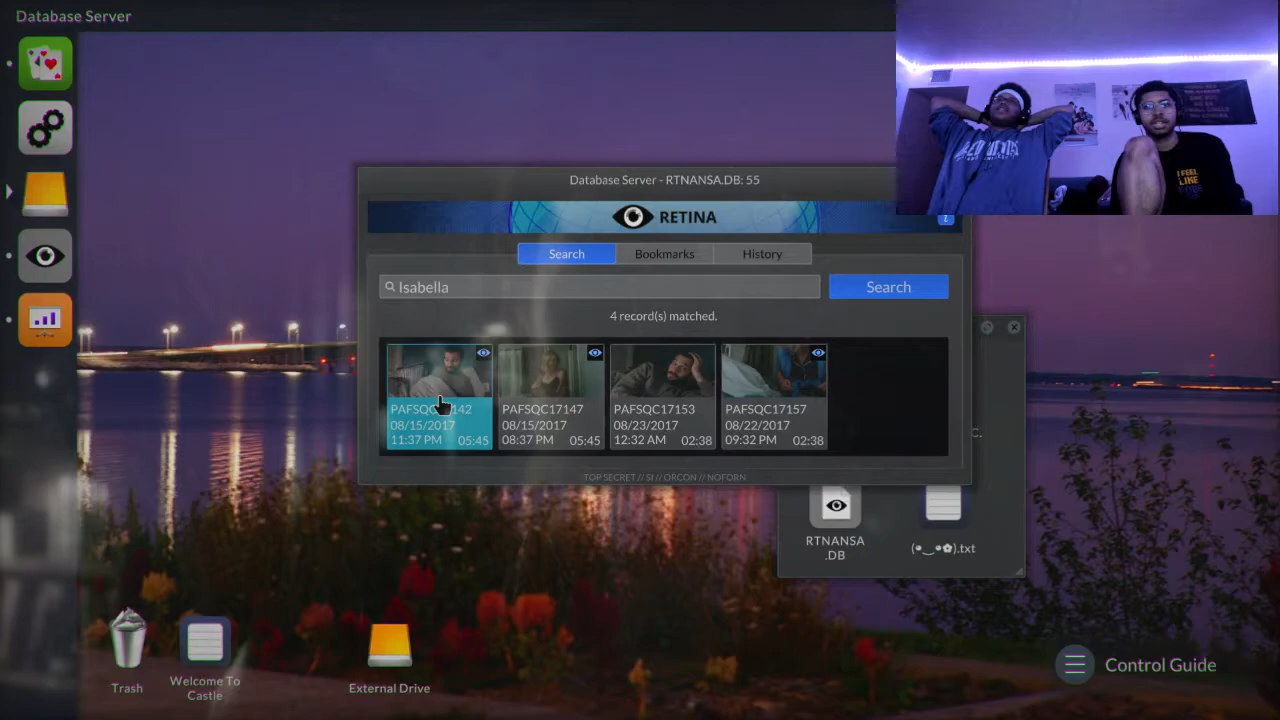 Database Server
Database Server - RTNANSA.DB: 55
RETINA
Search
Bookmarks
History
Isabella
Search
4 record(s) matched.
08/15/2017
11:37 PM 05:45
PAFSQC17147
08/15/2017
08:37 PM 05:45
PAFSQC17153
08/23/2017
12:32 AM 02:38
PAFSQC17157
08/22/2017
09:32 PM 02:38
TOP SECRET // SI // ORCON // NOFORN
RTNANSA
.DB
(•‿•✿).txt
Trash
Welcome To
Castle
External Drive
Control Guide
I FEEL
LIKE